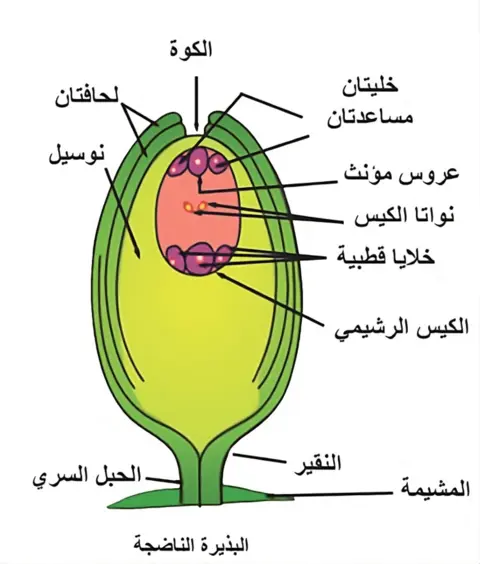 الكوة
خليتان
مساعدتان
لحافتان
نوسيل
عروس مؤنث
نواتا الكيس
خلايا قطبية
الكيس الرشيمي
النقير
الحبل السري
المشيمة
البذيرة الناضجة